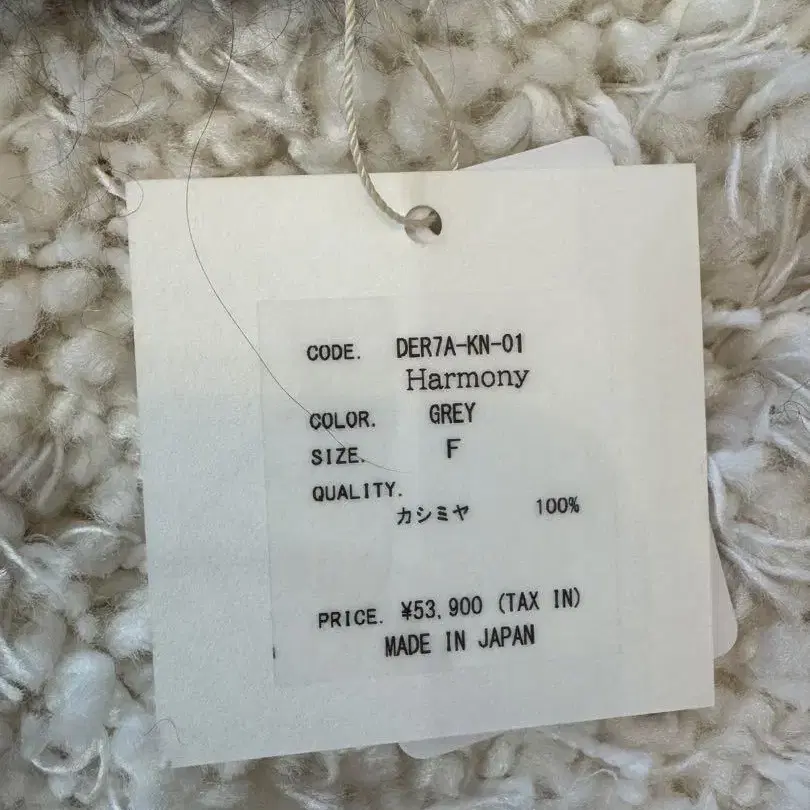 CODE. DER7A-KN-01
Harmony
COLOR. GREY
SIZE. F
QUALITY.
カシミヤ 100%
PRICE. ¥53,900 (TAX IN)
MADE IN JAPAN